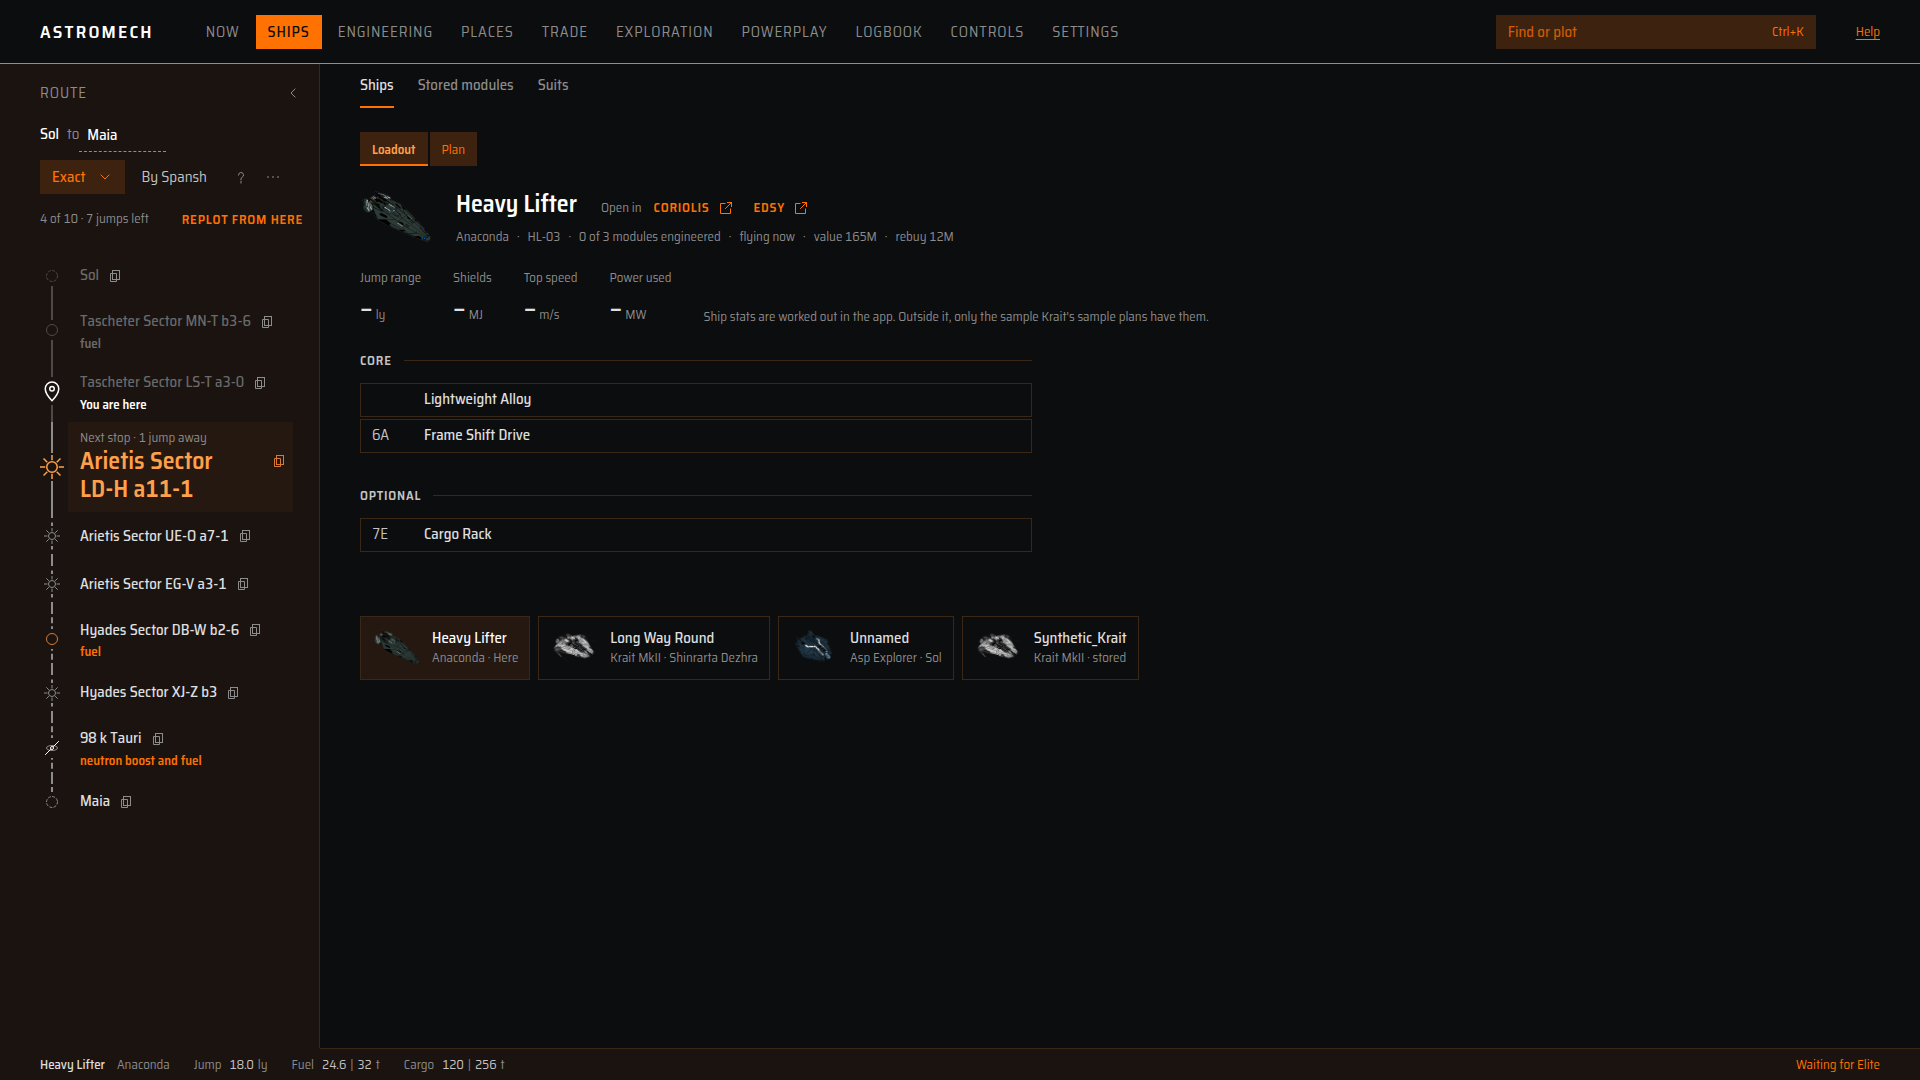 ASTROMECH NOW SHIPS ENGINEERING PLACES TRADE EXPLORATION POWERPLAY LOGBOOK CONTROLS SETTINGS Find or plot Ctrl+K Help
ROUTE
Sol to Maia
Exact By Spansh ? ...
4 of 10 · 7 jumps left REPLOT FROM HERE
Sol
Tascheter Sector MN-T b3-6
fuel
Tascheter Sector LS-T a3-0
You are here
Next stop · 1 jump away
Arietis Sector
LD-H a11-1
Arietis Sector UE-O a7-1
Arietis Sector EG-V a3-1
Hyades Sector DB-W b2-6
fuel
Hyades Sector XJ-Z b3
98 k Tauri
neutron boost and fuel
Maia
Ships Stored modules Suits
Loadout Plan
Heavy Lifter Open in CORIOLIS EDSY
Anaconda · HL-03 · 0 of 3 modules engineered · flying now · value 165M · rebuy 12M
Jump range Shields Top speed Power used
– ly – MJ – m/s – MW Ship stats are worked out in the app. Outside it, only the sample Krait's sample plans have them.
CORE
Lightweight Alloy
6A Frame Shift Drive
OPTIONAL
7E Cargo Rack
Heavy Lifter
Anaconda · Here
Long Way Round
Krait MkII · Shinrarta Dezhra
Unnamed
Asp Explorer · Sol
Synthetic_Krait
Krait MkII · stored
Heavy Lifter Anaconda Jump 18.0 ly Fuel 24.6 | 32 t Cargo 120 | 256 t Waiting for Elite